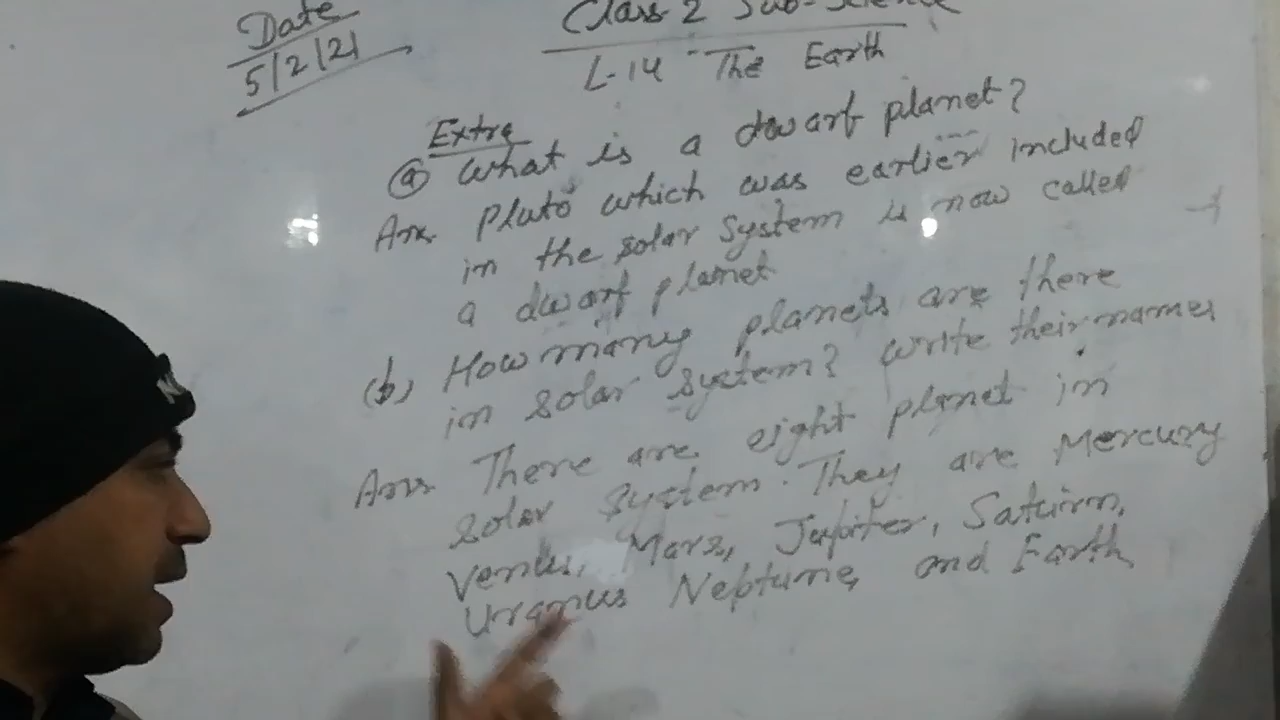 Date
5/2/21
Class 2 Sub-Science
L-14 The Earth
Extra
(a) What is a dwarf planet?
Ans. Pluto which was earlier included
in the solar System is now called
a dwarf planet
(b) How many planets are there
in solar system? Write their names
Ans. There are eight planet in
solar system. They are Mercury
Venus, Mars, Jupiter, Saturn,
Uranus Neptune, and Earth